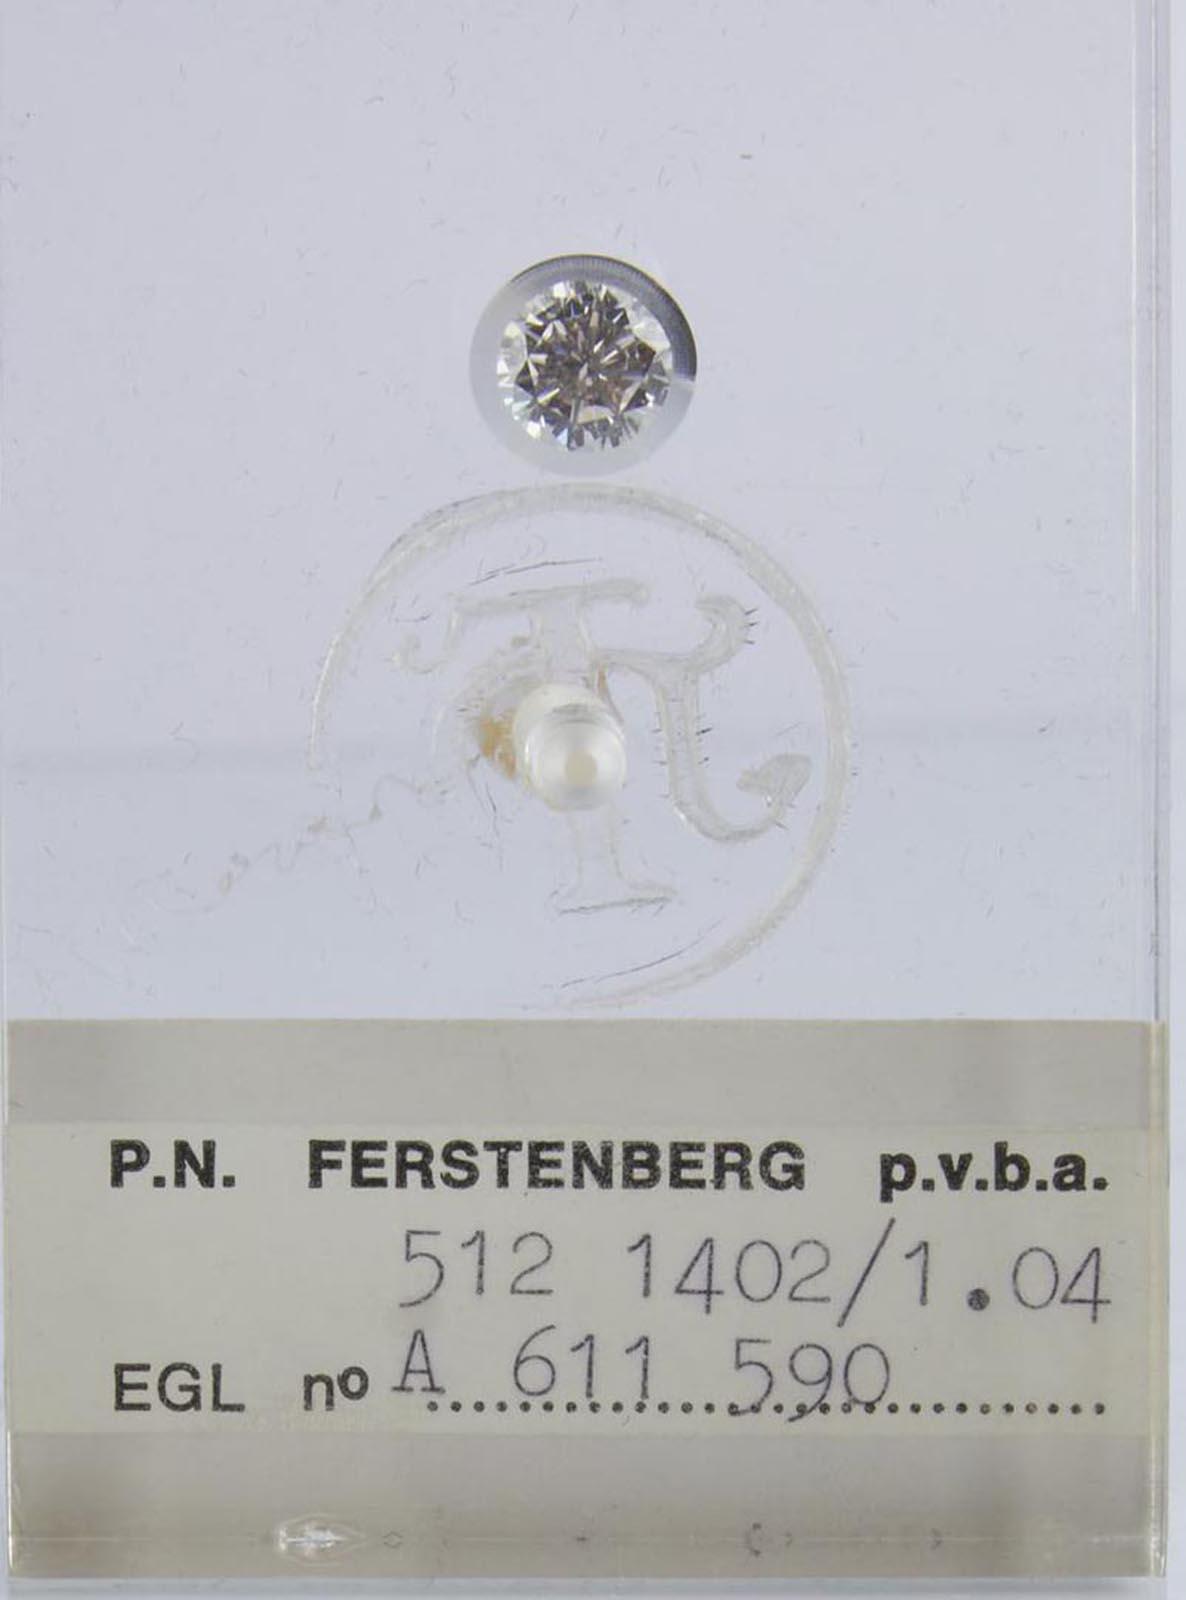 P.N. FERSTENBERG p.v.b.a.
512 1402/1.04
EGL nº A 611 590